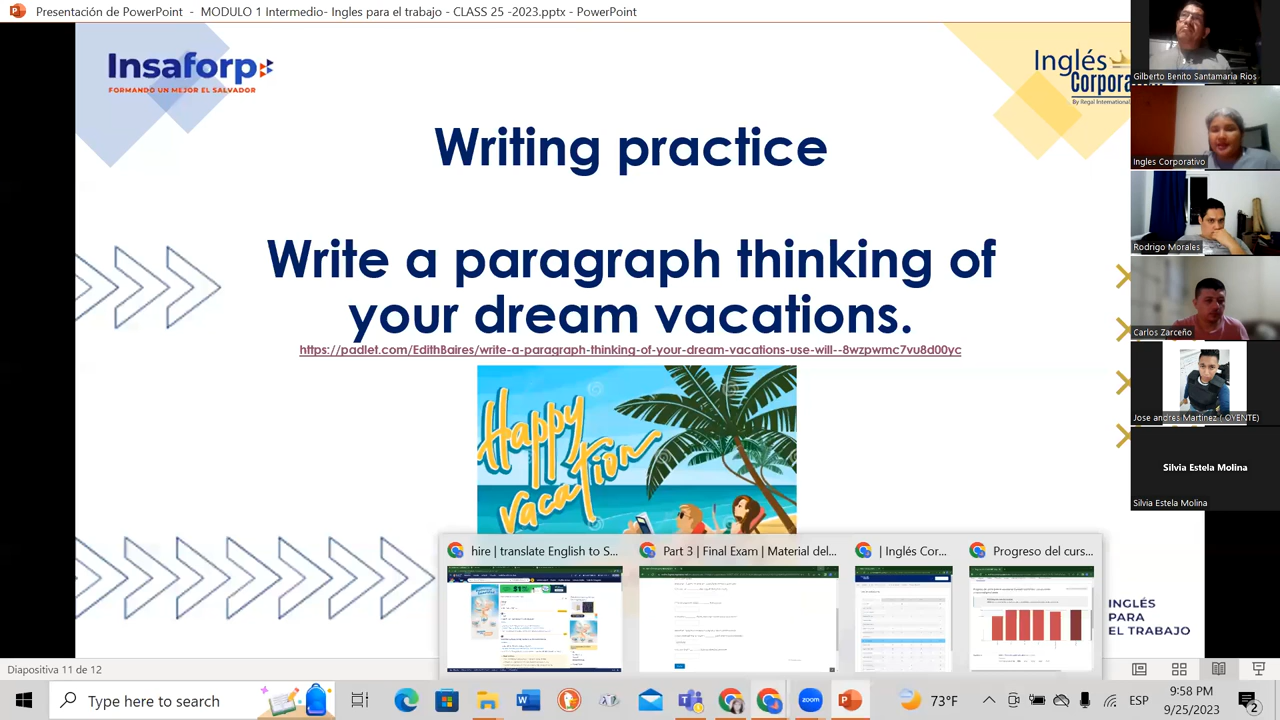 Presentación de PowerPoint - MODULO 1 Intermedio- Ingles para el trabajo - CLASS 25 -2023.pptx - PowerPoint
Insaforp
FORMANDO UN MEJOR EL SALVADOR
Inglés
Corpora
By Regal International
Writing practice
Write a paragraph thinking of
your dream vacations.
https://padlet.com/EdithBaires/write-a-paragraph-thinking-of-your-dream-vacations-use-will--8wzpwmc7vu8d00yc
Happy
vacation
Gilberto Benito Santamaria Rios
Ingles Corporativo
Rodrigo Morales
Carlos Zarceño
Jose andres Martinez ( OYENTE)
Silvia Estela Molina
Silvia Estela Molina
hire | translate English to S...
Part 3 | Final Exam | Material del...
| Inglés Cor...
Progreso del curs...
INGLÉS
PARA
EL TRABAJO
Diapositiva 11 de
Type here to search
73°F
ESP
9:58 PM
9/25/2023
2